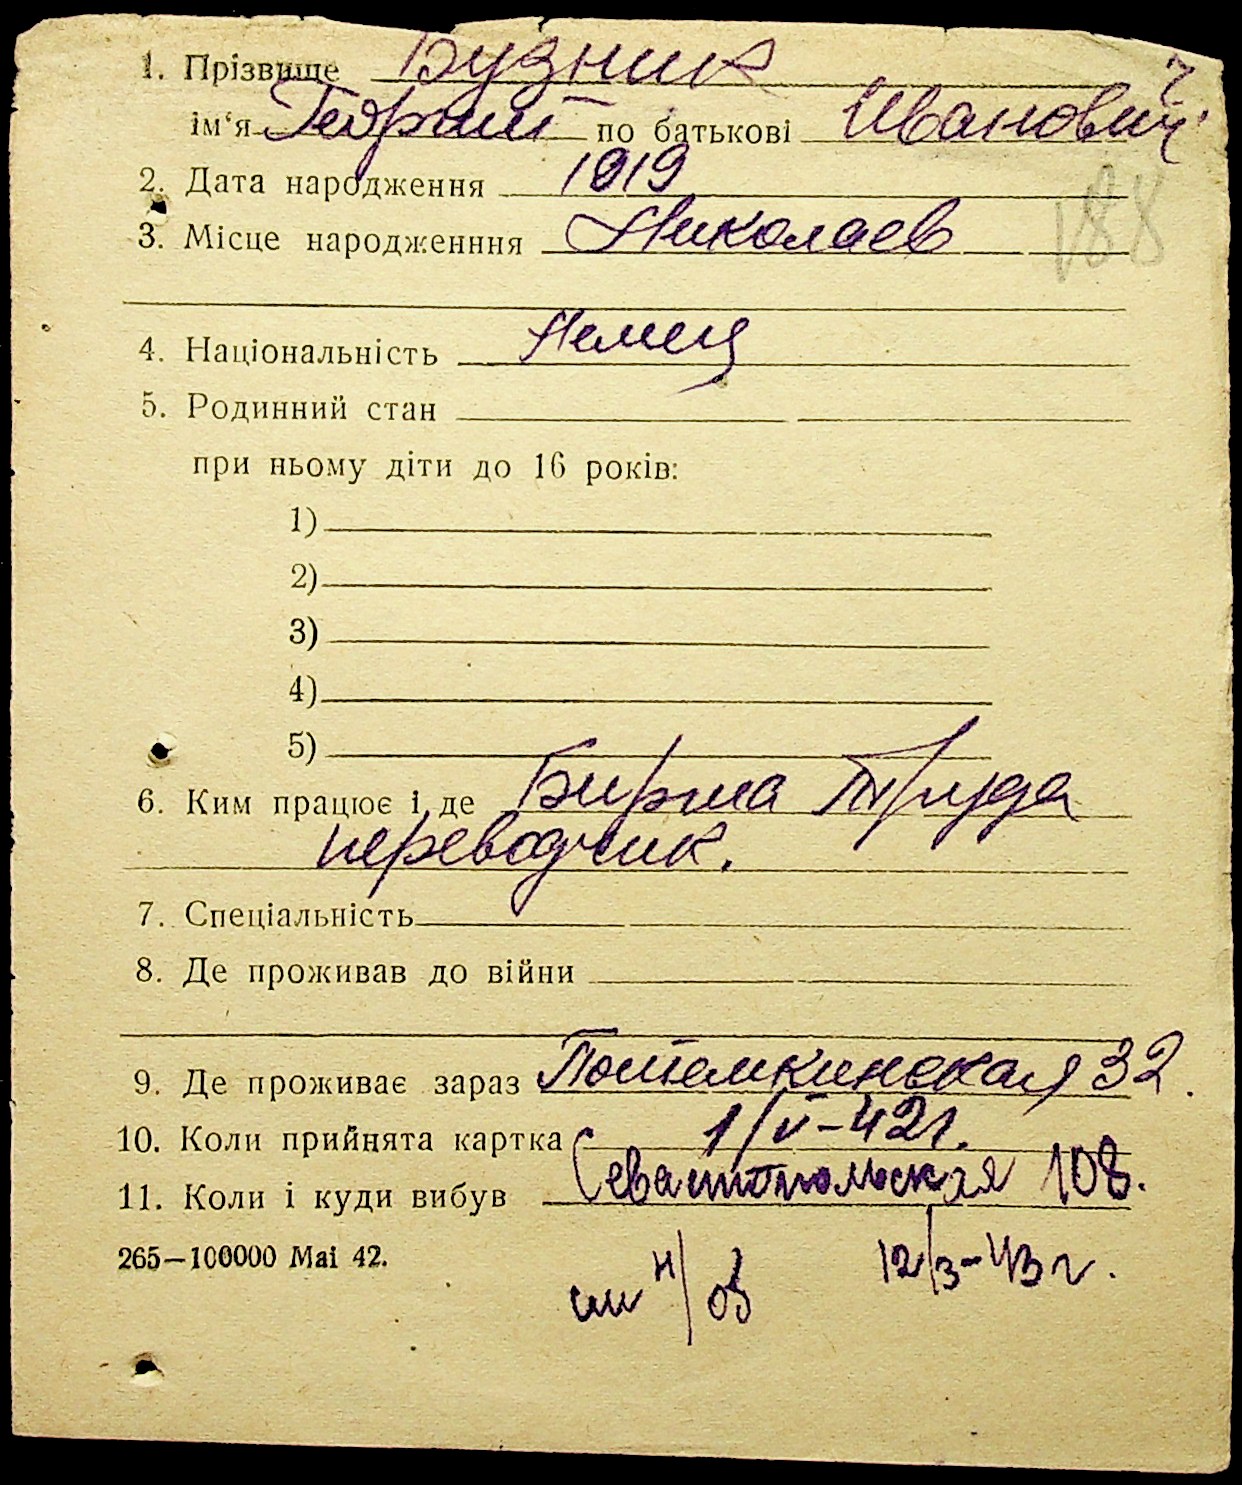 1. Прізвище Бузник
ім‘я Георгий по батькові Иванович
2. Дата народження 1919
188
3. Місце народженння Николаев
4. Національність Немец
5. Родинний стан
при ньому діти до 16 років:
1)
2)
3)
4)
5)
6. Ким працює і де Биржа труда
переводчик.
7. Спеціальність
8. Де проживав до війни
9. Де проживає зараз Потемкинская 32.
10. Коли прийнята картка 1/V–42г.
11. Коли і куди вибув Севастопольская 108.
265—100000 Mai 42. 12/3–43г.
см н/об